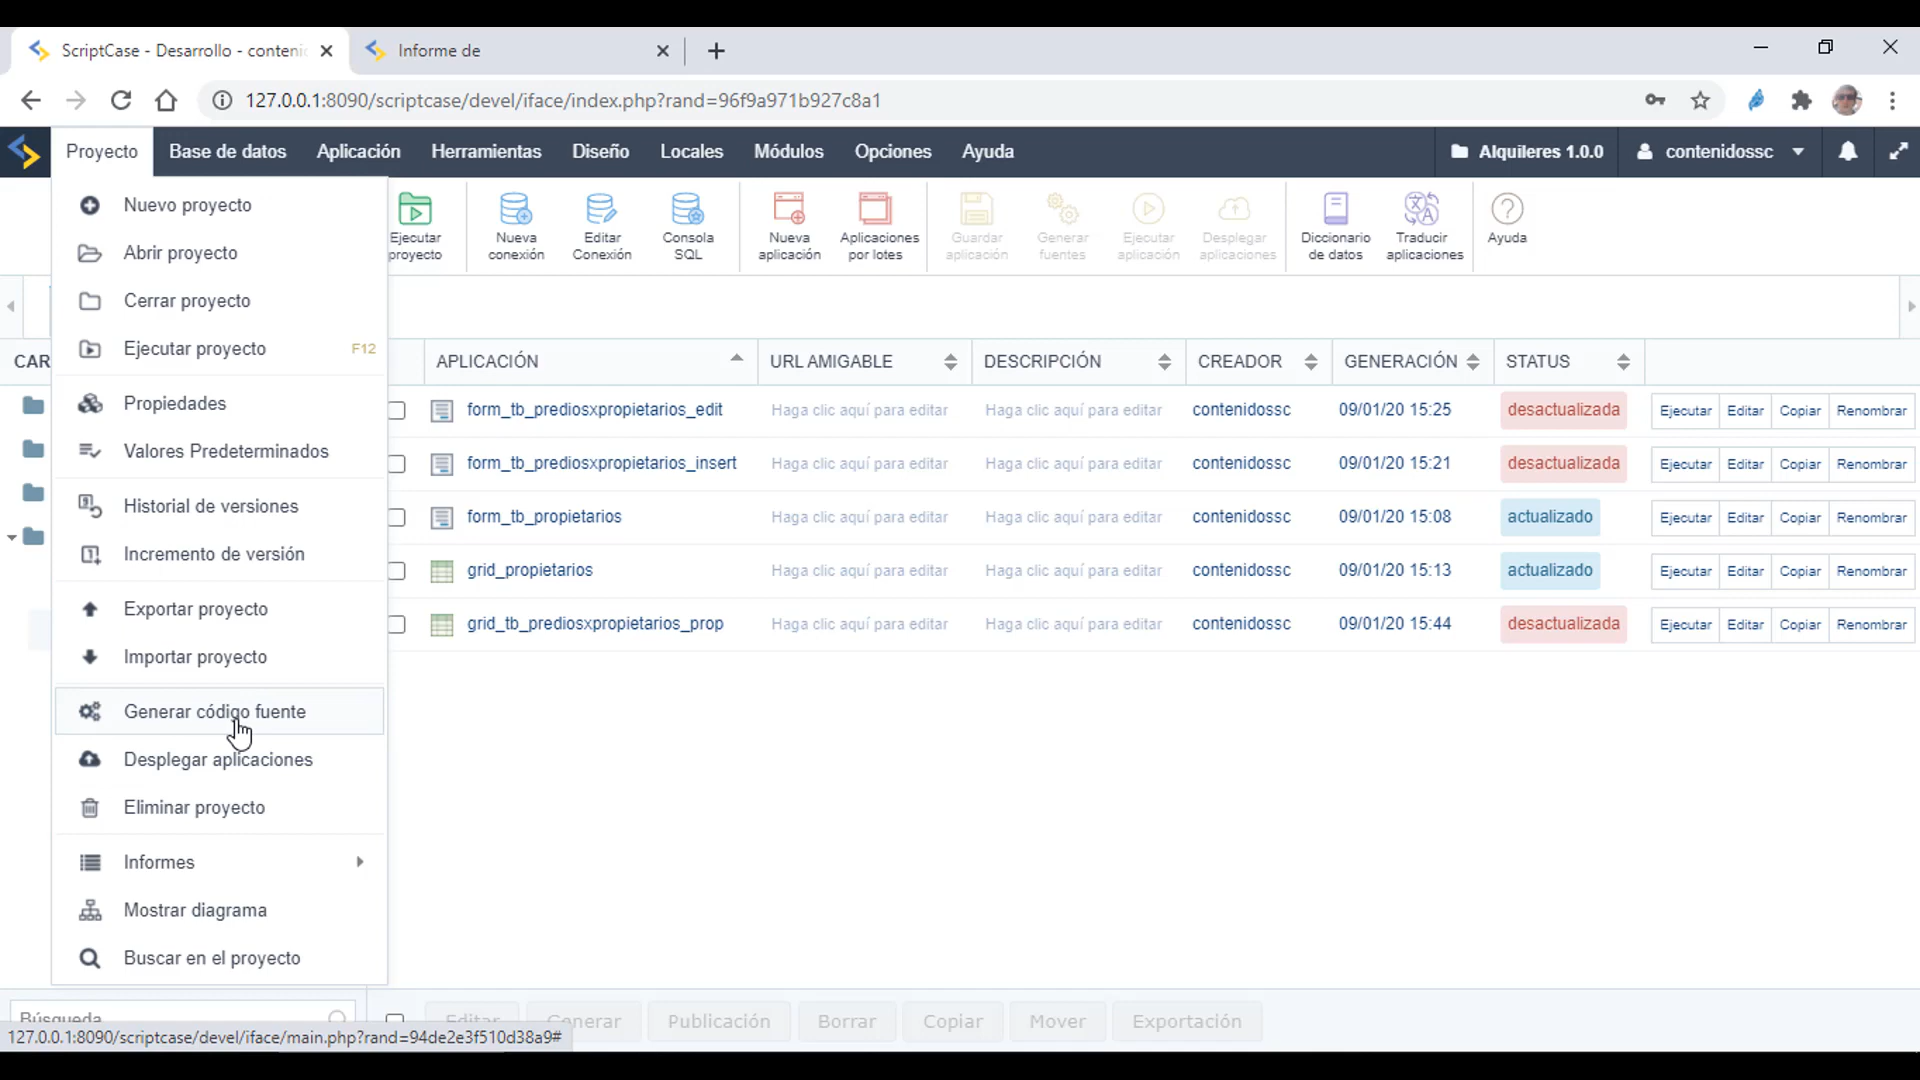 ScriptCase - Desarrollo - conteni
Informe de
127.0.0.1:8090/scriptcase/devel/iface/index.php?rand=96f9a971b927c8a1
Proyecto Base de datos Aplicación Herramientas Diseño Locales Módulos Opciones Ayuda Alquileres 1.0.0 contenidossc
Nuevo proyecto
Abrir proyecto
Cerrar proyecto
Ejecutar proyecto F12
Propiedades
Valores Predeterminados
Historial de versiones
Incremento de versión
Exportar proyecto
Importar proyecto
Generar código fuente
Desplegar aplicaciones
Eliminar proyecto
Informes
Mostrar diagrama
Buscar en el proyecto
Ejecutar proyecto
Nueva conexión
Editar Conexión
Consola SQL
Nueva aplicación
Aplicaciones por lotes
Guardar aplicación
Generar fuentes
Ejecutar aplicación
Desplegar aplicaciones
Diccionario de datos
Traducir aplicaciones
Ayuda
CAR APLICACIÓN URL AMIGABLE DESCRIPCIÓN CREADOR GENERACIÓN STATUS
form_tb_prediosxpropietarios_edit Haga clic aquí para editar Haga clic aquí para editar contenidossc 09/01/20 15:25 desactualizada Ejecutar Editar Copiar Renombrar
form_tb_prediosxpropietarios_insert Haga clic aquí para editar Haga clic aquí para editar contenidossc 09/01/20 15:21 desactualizada Ejecutar Editar Copiar Renombrar
form_tb_propietarios Haga clic aquí para editar Haga clic aquí para editar contenidossc 09/01/20 15:08 actualizado Ejecutar Editar Copiar Renombrar
grid_propietarios Haga clic aquí para editar Haga clic aquí para editar contenidossc 09/01/20 15:13 actualizado Ejecutar Editar Copiar Renombrar
grid_tb_prediosxpropietarios_prop Haga clic aquí para editar Haga clic aquí para editar contenidossc 09/01/20 15:44 desactualizada Ejecutar Editar Copiar Renombrar
Búsqueda Editar Generar Publicación Borrar Copiar Mover Exportación
127.0.0.1:8090/scriptcase/devel/iface/main.php?rand=94de2e3f510d38a9#